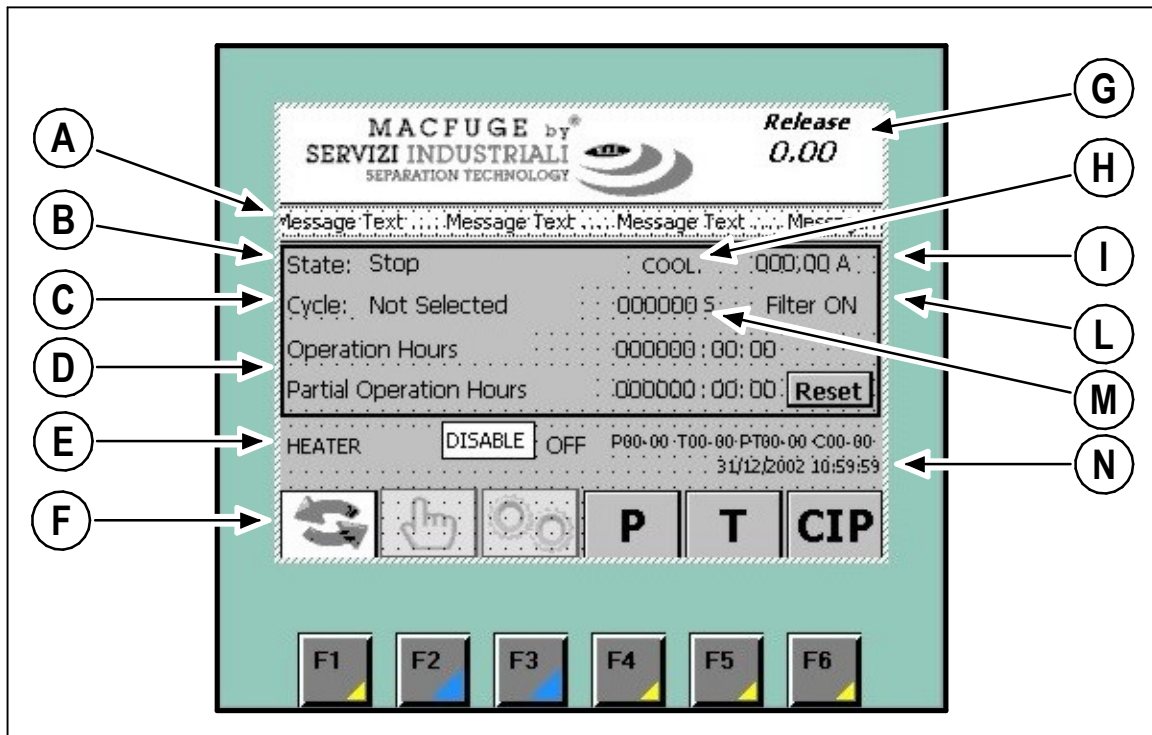 MACFUGE by®
SERVIZI INDUSTRIALI
SEPARATION TECHNOLOGY
Release
0.00
Message Text .... Message Text .... Message Text .... Messag
State: Stop COOL. 000,00 A
Cycle: Not Selected 000000 S Filter ON
Operation Hours 000000:00:00
Partial Operation Hours 000000:00:00 Reset
HEATER DISABLE OFF P00-00 T00-00 PT00-00 C00-00
31/12/2002 10:59:59
P T CIP
F1 F2 F3 F4 F5 F6
A
B
C
D
E
F
G
H
I
L
M
N